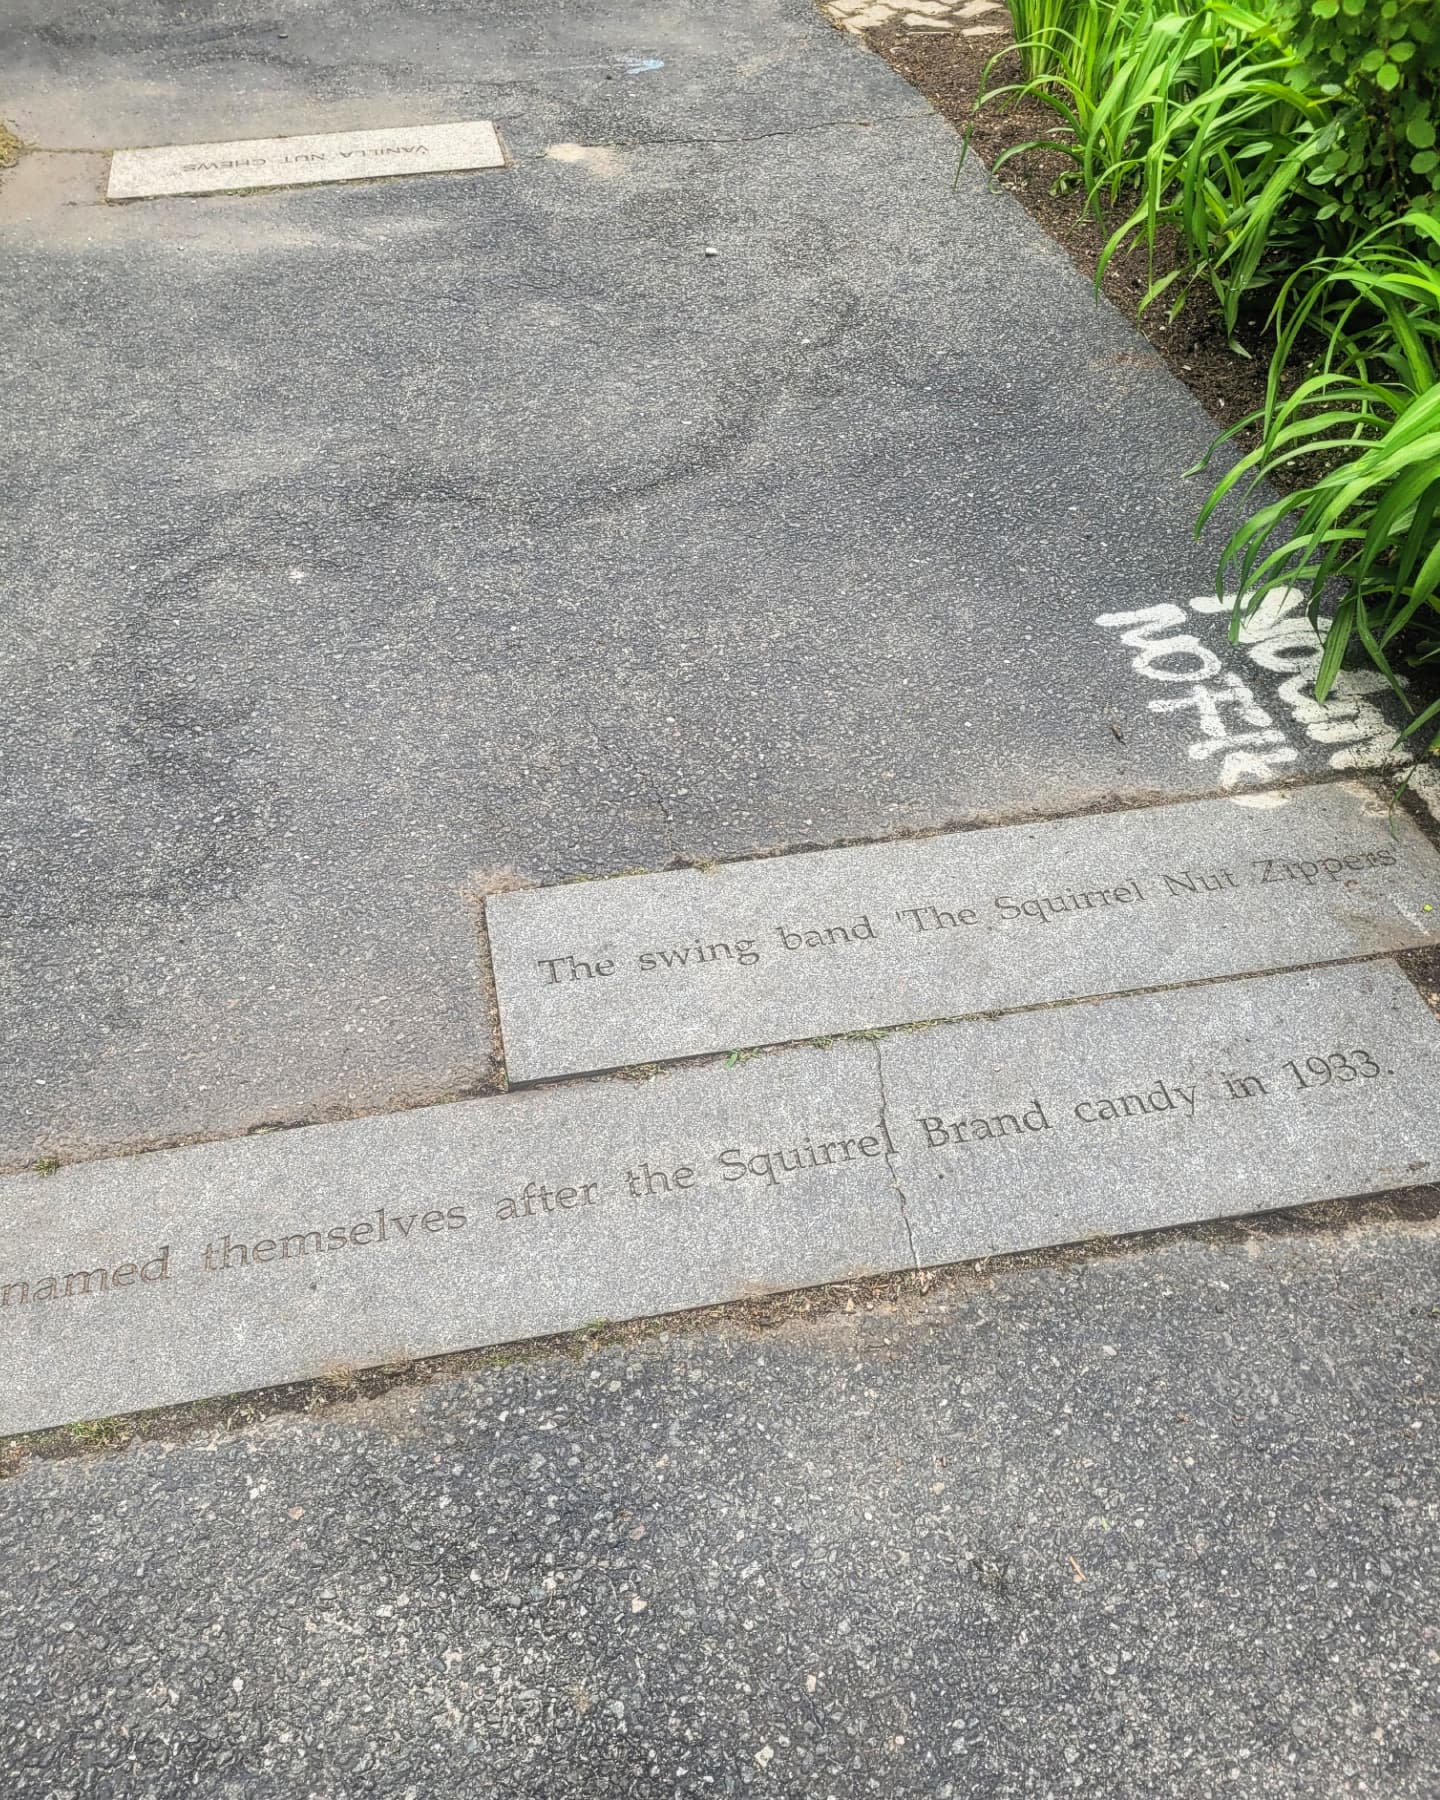 VANILLA NUT CHEWS
The swing band 'The Squirrel Nut Zippers'
named themselves after the Squirrel Brand candy in 1933.